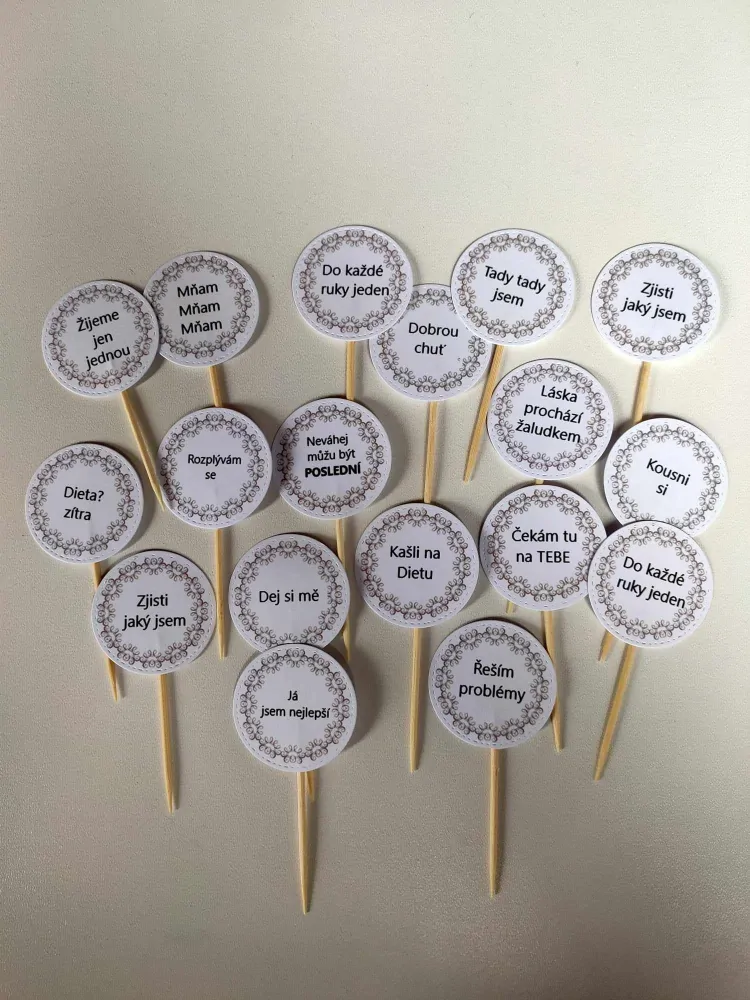 Žijeme
jen
jednou
Mňam
Mňam
Mňam
Do každé
ruky jeden
Dobrou
chuť
Tady tady
jsem
Zjisti
jaký jsem
Dieta?
zítra
Rozplývám
se
Neváhej
můžu být
POSLEDNÍ
Láska
prochází
žaludkem
Kousni
si
Zjisti
jaký jsem
Dej si mě
Kašli na
Dietu
Čekám tu
na TEBE
Do každé
ruky jeden
Já
jsem nejlepší
Řeším
problémy